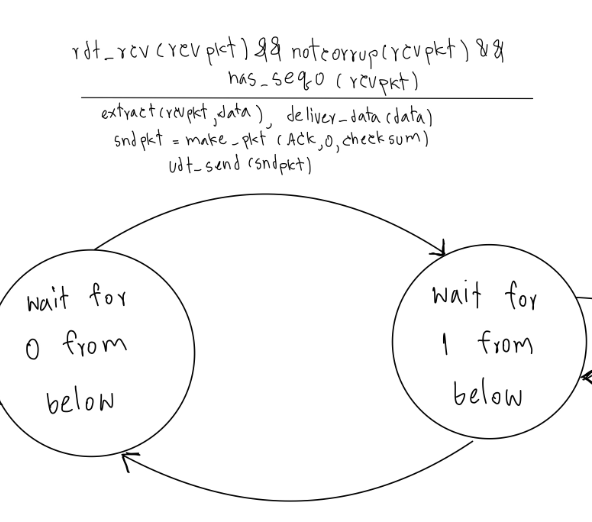 rdt_rcv (rcvpkt) && notcorrup(rcvpkt) &&
has_seq0 (rcvpkt)
extract(rcvpkt,data), deliver_data(data)
sndpkt = make_pkt (Ack,0,checksum)
udt_send (sndpkt)
wait for
0 from
below
wait for
1 from
below